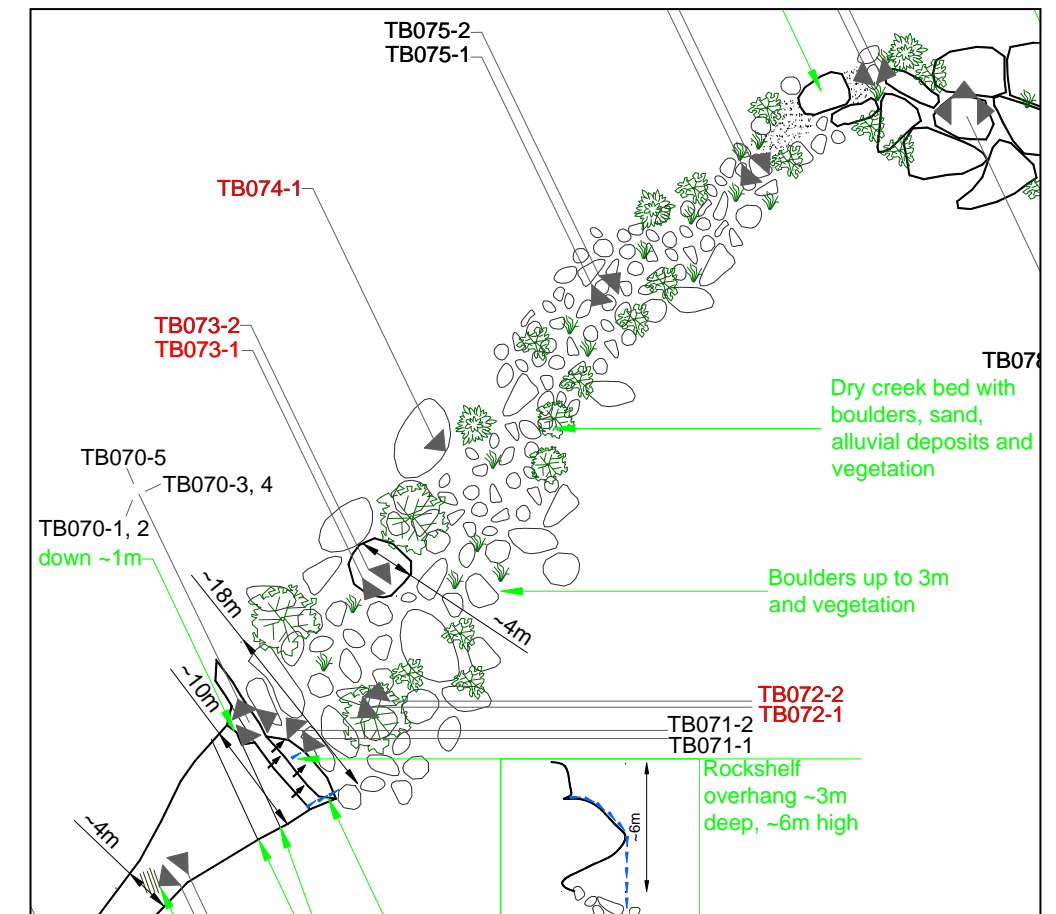 TB075-2
TB075-1
TB074-1
TB073-2
TB073-1
TB078
Dry creek bed with
boulders, sand,
alluvial deposits and
vegetation
TB070-5
TB070-3, 4
TB070-1, 2
down ~1m
~18m
~4m
Boulders up to 3m
and vegetation
~10m
TB072-2
TB072-1
TB071-2
TB071-1
Rockshelf
overhang ~3m
deep, ~6m high
~6m
~4m